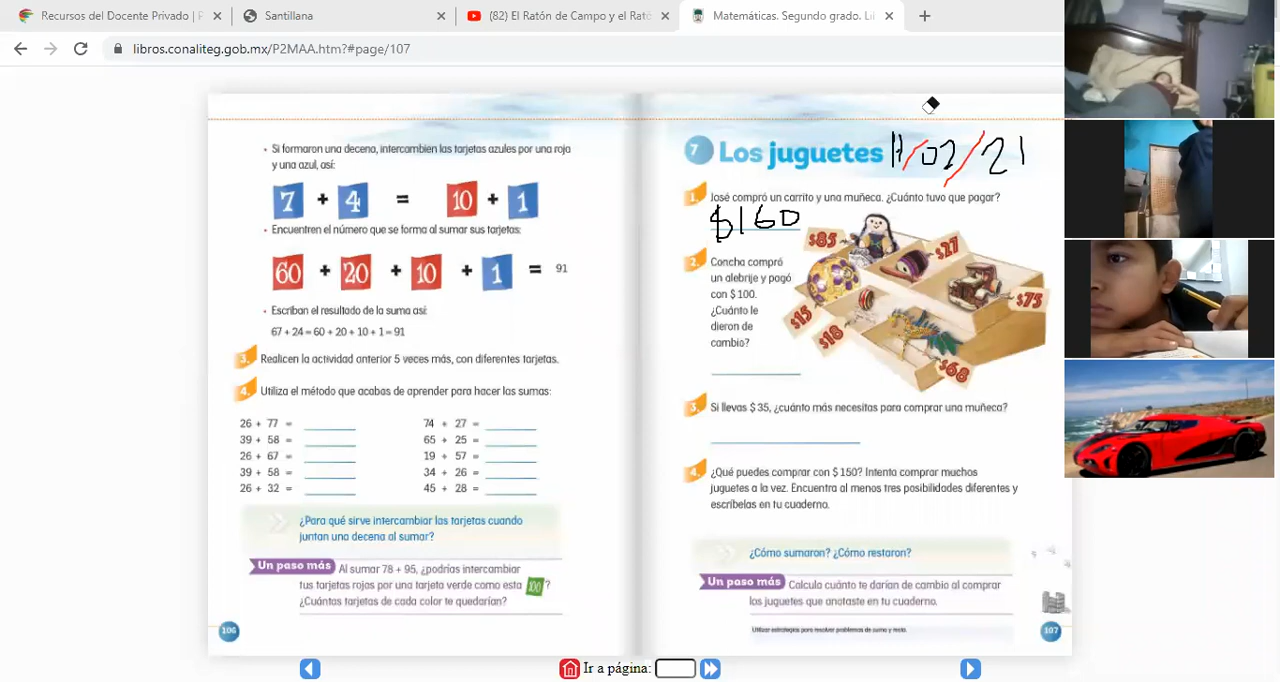 Recursos del Docente Privado | P
Santillana
(82) El Ratón de Campo y el Rató
Matemáticas. Segundo grado. Li
libros.conaliteg.gob.mx/P2MAA.htm?#page/107
• Si formaron una decena, intercambien las tarjetas azules por una roja
y una azul, así:
7 + 4 = 10 + 1
• Encuentren el número que se forma al sumar sus tarjetas:
60 + 20 + 10 + 1 = 91
• Escriban el resultado de la suma así:
67 + 24 = 60 + 20 + 10 + 1 = 91
3. Realicen la actividad anterior 5 veces más, con diferentes tarjetas.
4. Utiliza el método que acabas de aprender para hacer las sumas:
26 + 77 =
74 + 27 =
39 + 58 =
65 + 25 =
26 + 67 =
19 + 57 =
39 + 58 =
34 + 26 =
26 + 32 =
45 + 28 =
¿Para qué sirve intercambiar las tarjetas cuando
juntan una decena al sumar?
Un paso más Al sumar 78 + 95, ¿podrías intercambiar
tus tarjetas rojas por una tarjeta verde como esta 100?
¿Cuántas tarjetas de cada color te quedarían?
106
7 Los juguetes 11/02/21
1. José compró un carrito y una muñeca. ¿Cuánto tuvo que pagar?
$160
2. Concha compró
un alebrije y pagó
con $ 100.
¿Cuánto le
dieron de
cambio?
$85
$27
$75
$15
$18
$68
3. Si llevas $ 35, ¿cuánto más necesitas para comprar una muñeca?
4. ¿Qué puedes comprar con $ 150? Intenta comprar muchos
juguetes a la vez. Encuentra al menos tres posibilidades diferentes y
escríbelas en tu cuaderno.
¿Cómo sumaron? ¿Cómo restaron?
Un paso más Calcula cuánto te darían de cambio al comprar
los juguetes que anotaste en tu cuaderno.
Utilizar estrategias para resolver problemas de suma y resta.
107
Ir a página: